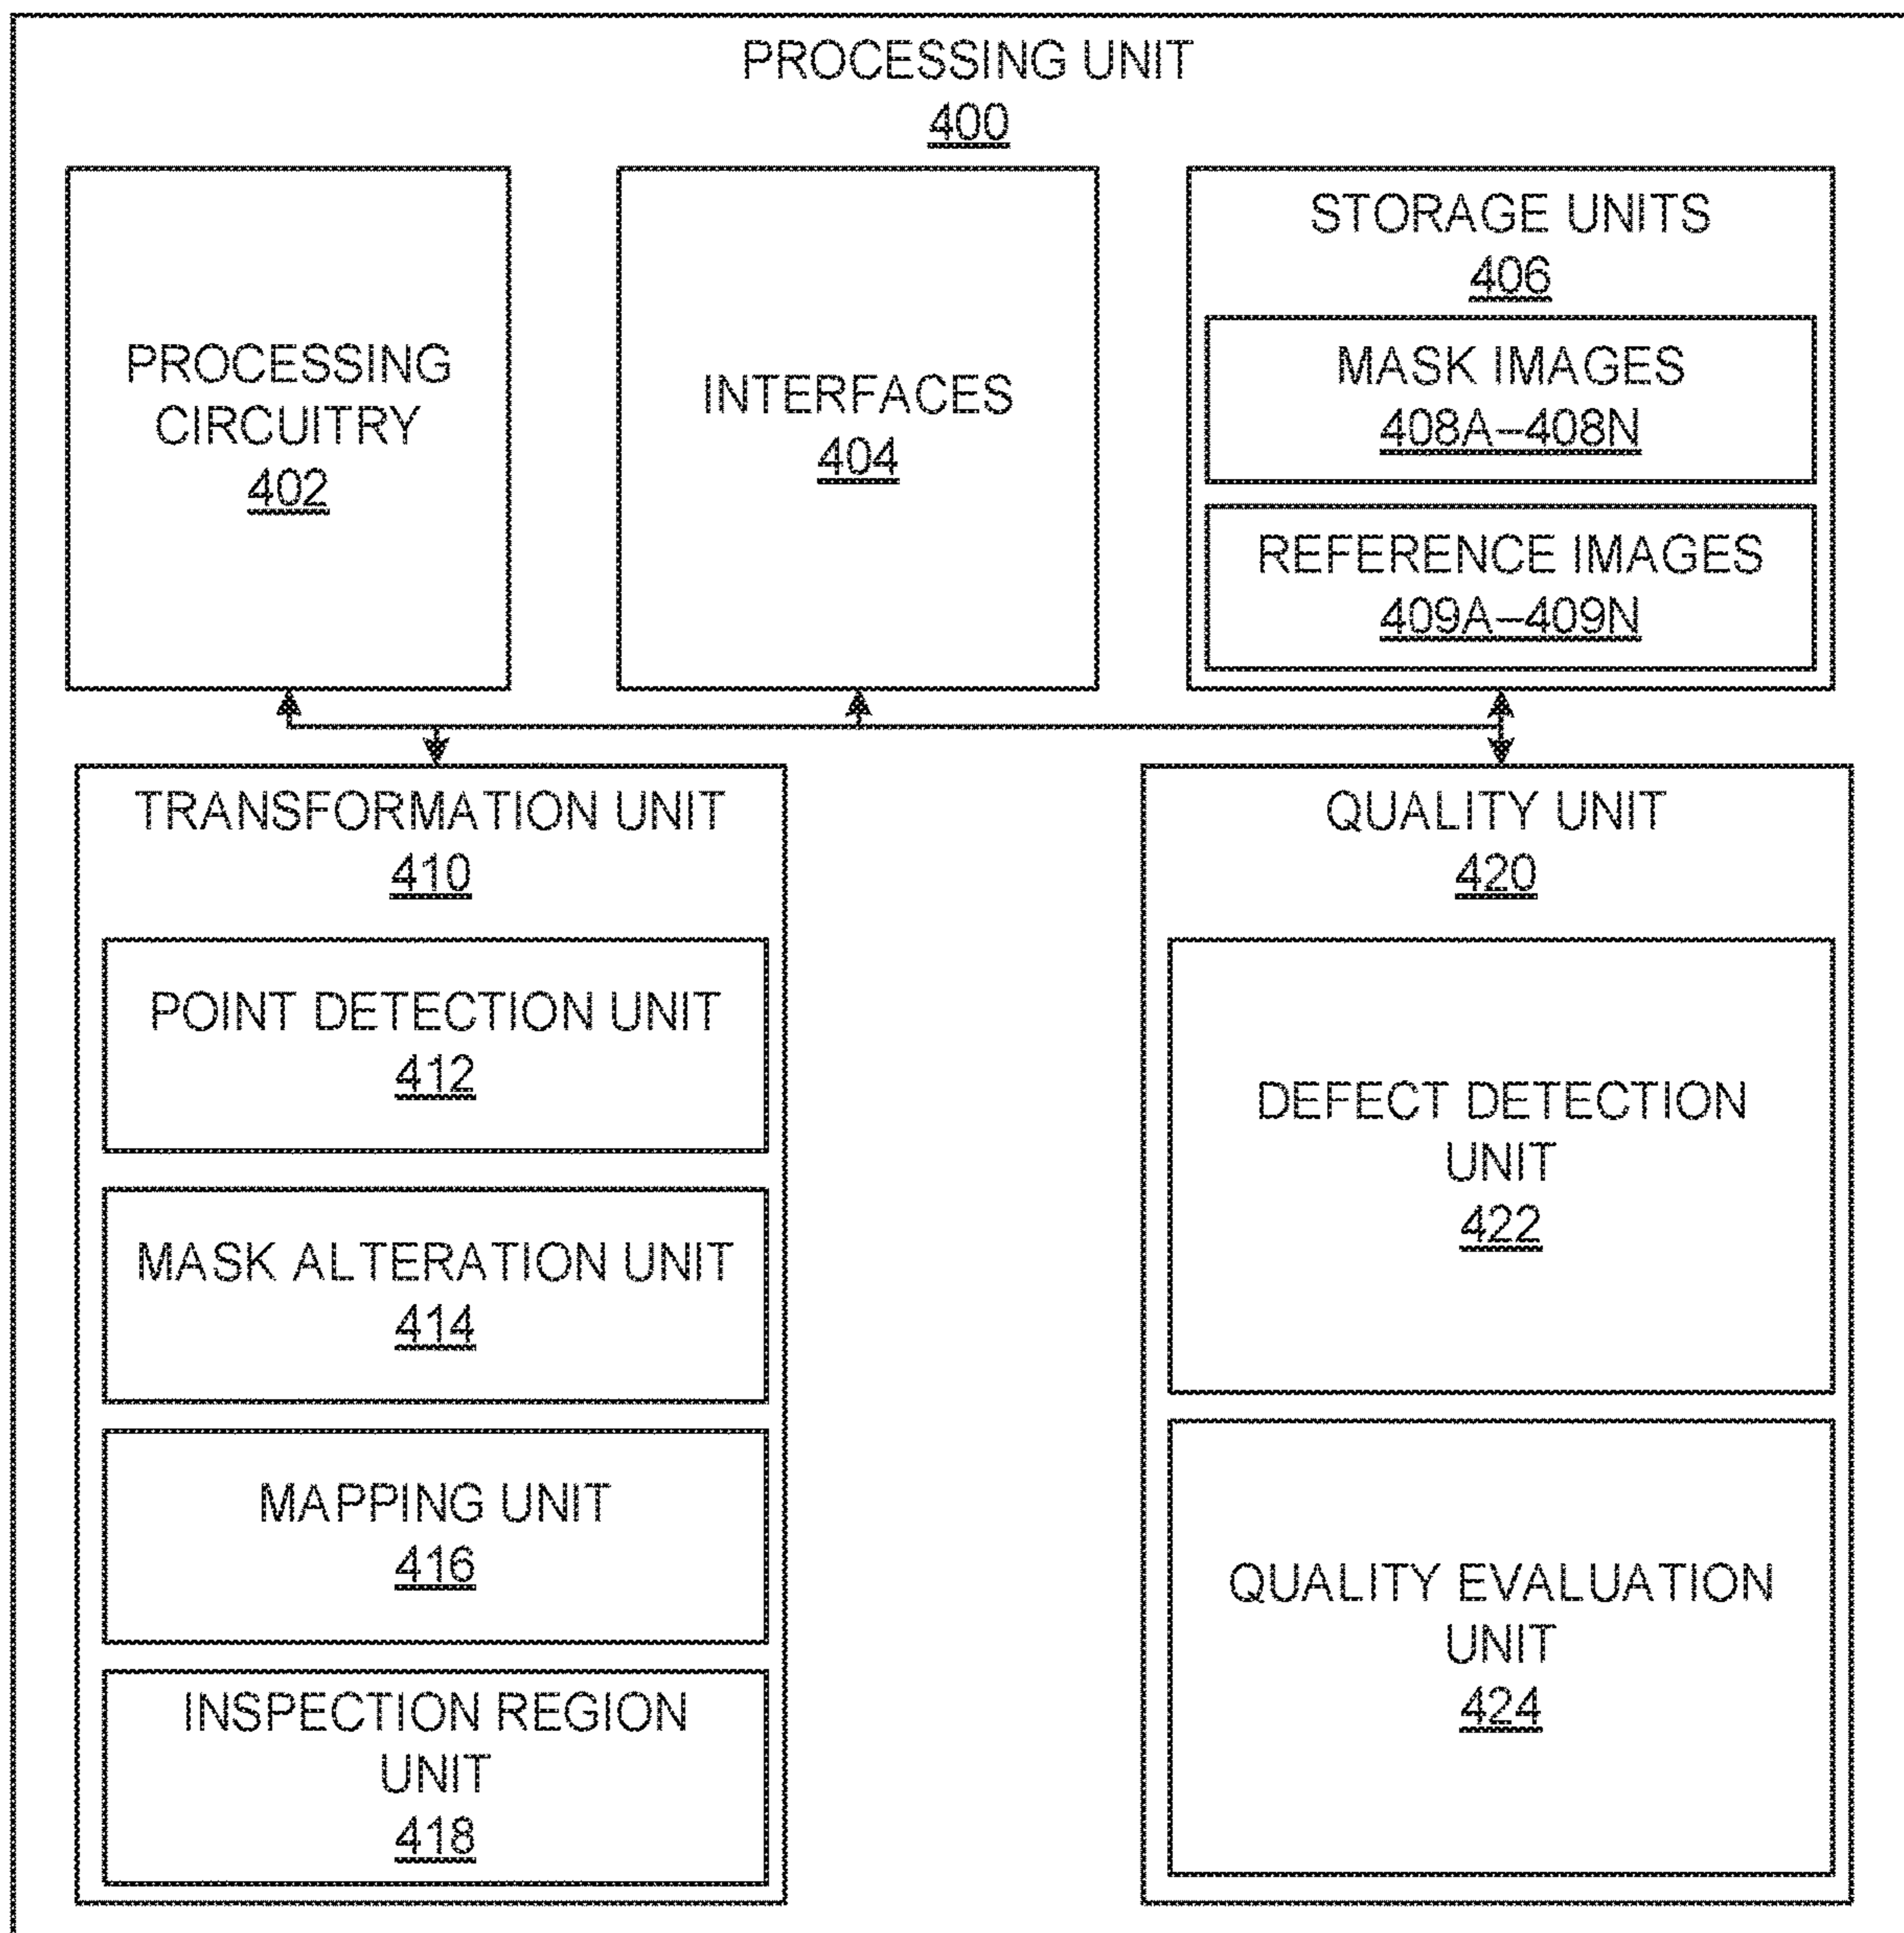 PROCESSING UNIT
400
PROCESSING
CIRCUITRY
402
INTERFACES
404
STORAGE UNITS
406
MASK IMAGES
408A–408N
REFERENCE IMAGES
409A–409N
TRANSFORMATION UNIT
410
POINT DETECTION UNIT
412
MASK ALTERATION UNIT
414
MAPPING UNIT
416
INSPECTION REGION
UNIT
418
QUALITY UNIT
420
DEFECT DETECTION
UNIT
422
QUALITY EVALUATION
UNIT
424